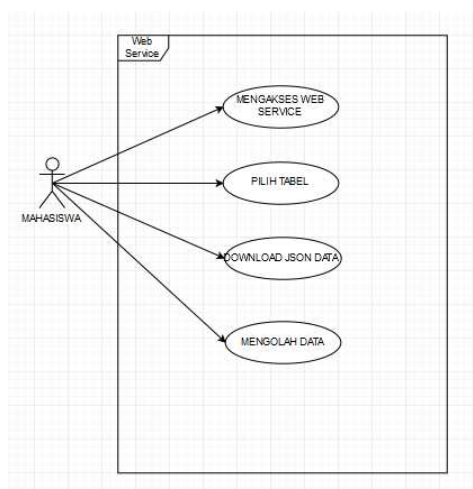 Web
Service
MENGAKSES WEB
SERVICE
PILIH TABEL
MAHASISWA
DOWNLOAD JSON DATA
MENGOLAH DATA